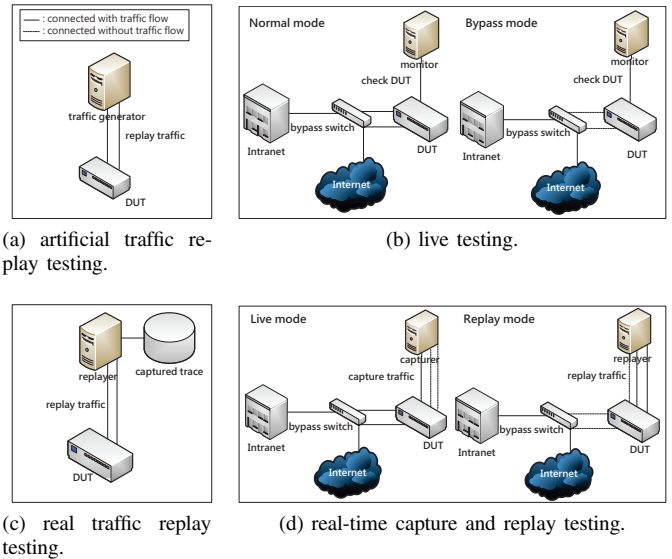 : connected with traffic flow
: connected without traffic flow
traffic generator
replay traffic
DUT
(a) artificial traffic re-
play testing.
Normal mode
monitor
check DUT
bypass switch
Intranet
DUT
Internet
Bypass mode
monitor
check DUT
bypass switch
Intranet
DUT
Internet
(b) live testing.
replayer
captured trace
replay traffic
DUT
(c) real traffic replay
testing.
Live mode
capturer
capture traffic
bypass switch
Intranet
DUT
Internet
Replay mode
replayer
replay traffic
bypass switch
Intranet
DUT
Internet
(d) real-time capture and replay testing.